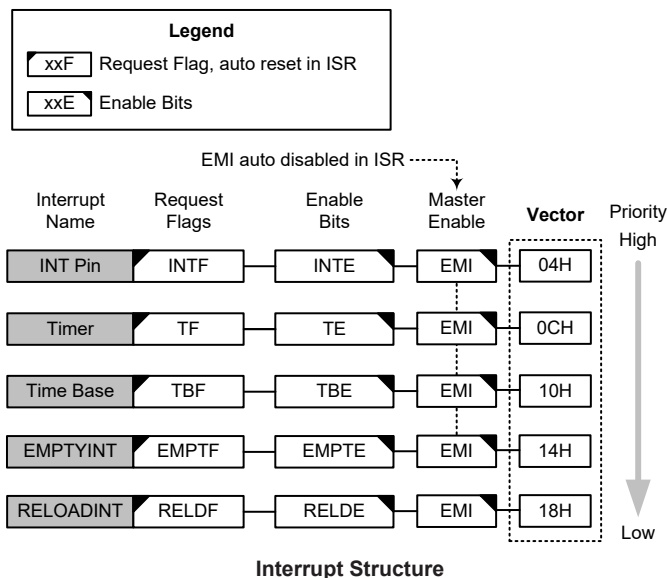 Legend
xxF Request Flag, auto reset in ISR
xxE Enable Bits
EMI auto disabled in ISR
Interrupt Name
Request Flags
Enable Bits
Master Enable
Vector
Priority
High
INT Pin INTF INTE EMI 04H
Timer TF TE EMI 0CH
Time Base TBF TBE EMI 10H
EMPTYINT EMPTF EMPTE EMI 14H
RELOADINT RELDF RELDE EMI 18H
Low
Interrupt Structure